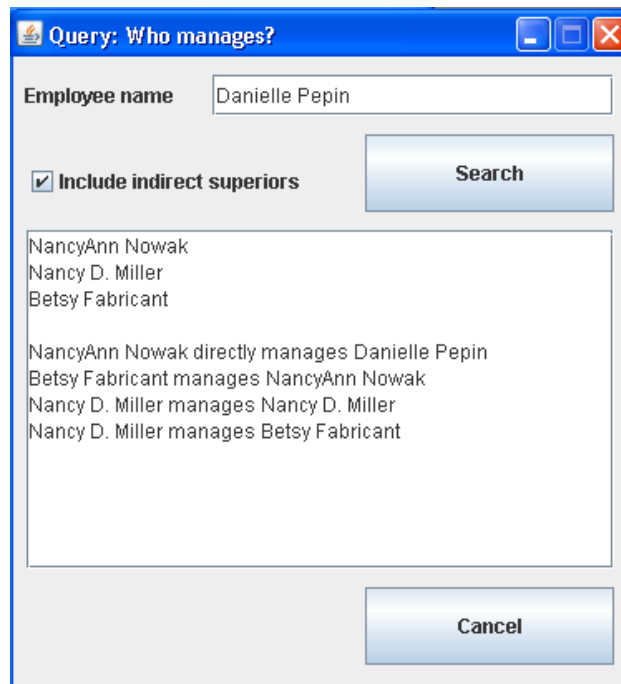 Query: Who manages?
Employee name Danielle Pepin
Include indirect superiors Search
NancyAnn Nowak
Nancy D. Miller
Betsy Fabricant
NancyAnn Nowak directly manages Danielle Pepin
Betsy Fabricant manages NancyAnn Nowak
Nancy D. Miller manages Nancy D. Miller
Nancy D. Miller manages Betsy Fabricant
Cancel